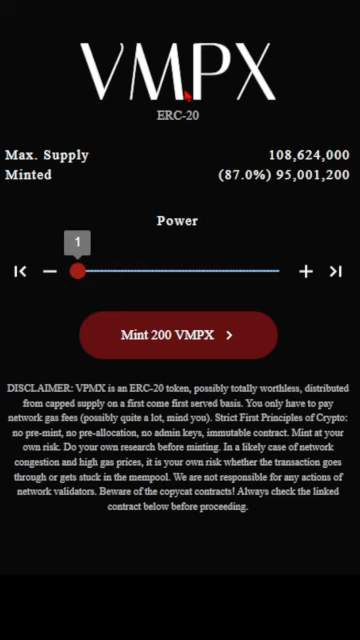 VMPX
ERC-20
Max. Supply 108,624,000
Minted (87.0%) 95,001,200
Power
1
Mint 200 VMPX
DISCLAIMER: VPMX is an ERC-20 token, possibly totally worthless, distributed
from capped supply on a first come first served basis. You only have to pay
network gas fees (possibly quite a lot, mind you). Strict First Principles of Crypto:
no pre-mint, no pre-allocation, no admin keys, immutable contract. Mint at your
own risk. Do your own research before minting. In a likely case of network
congestion and high gas prices, it is your own risk whether the transaction goes
through or gets stuck in the mempool. We are not responsible for any actions of
network validators. Beware of the copycat contracts! Always check the linked
contract below before proceeding.